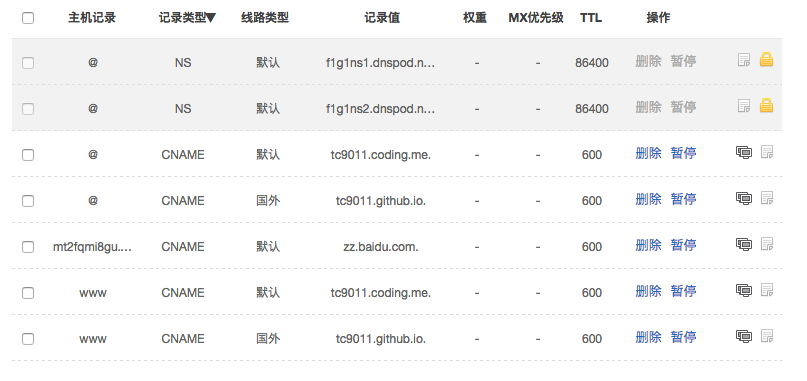 主机记录 记录类型▼ 线路类型 记录值 权重 MX优先级 TTL 操作
@ NS 默认 f1g1ns1.dnspod.n... - - 86400 删除 暂停
@ NS 默认 f1g1ns2.dnspod.n... - - 86400 删除 暂停
@ CNAME 默认 tc9011.coding.me. - - 600 删除 暂停
@ CNAME 国外 tc9011.github.io. - - 600 删除 暂停
mt2fqmi8gu.... CNAME 默认 zz.baidu.com. - - 600 删除 暂停
www CNAME 默认 tc9011.coding.me. - - 600 删除 暂停
www CNAME 国外 tc9011.github.io. - - 600 删除 暂停